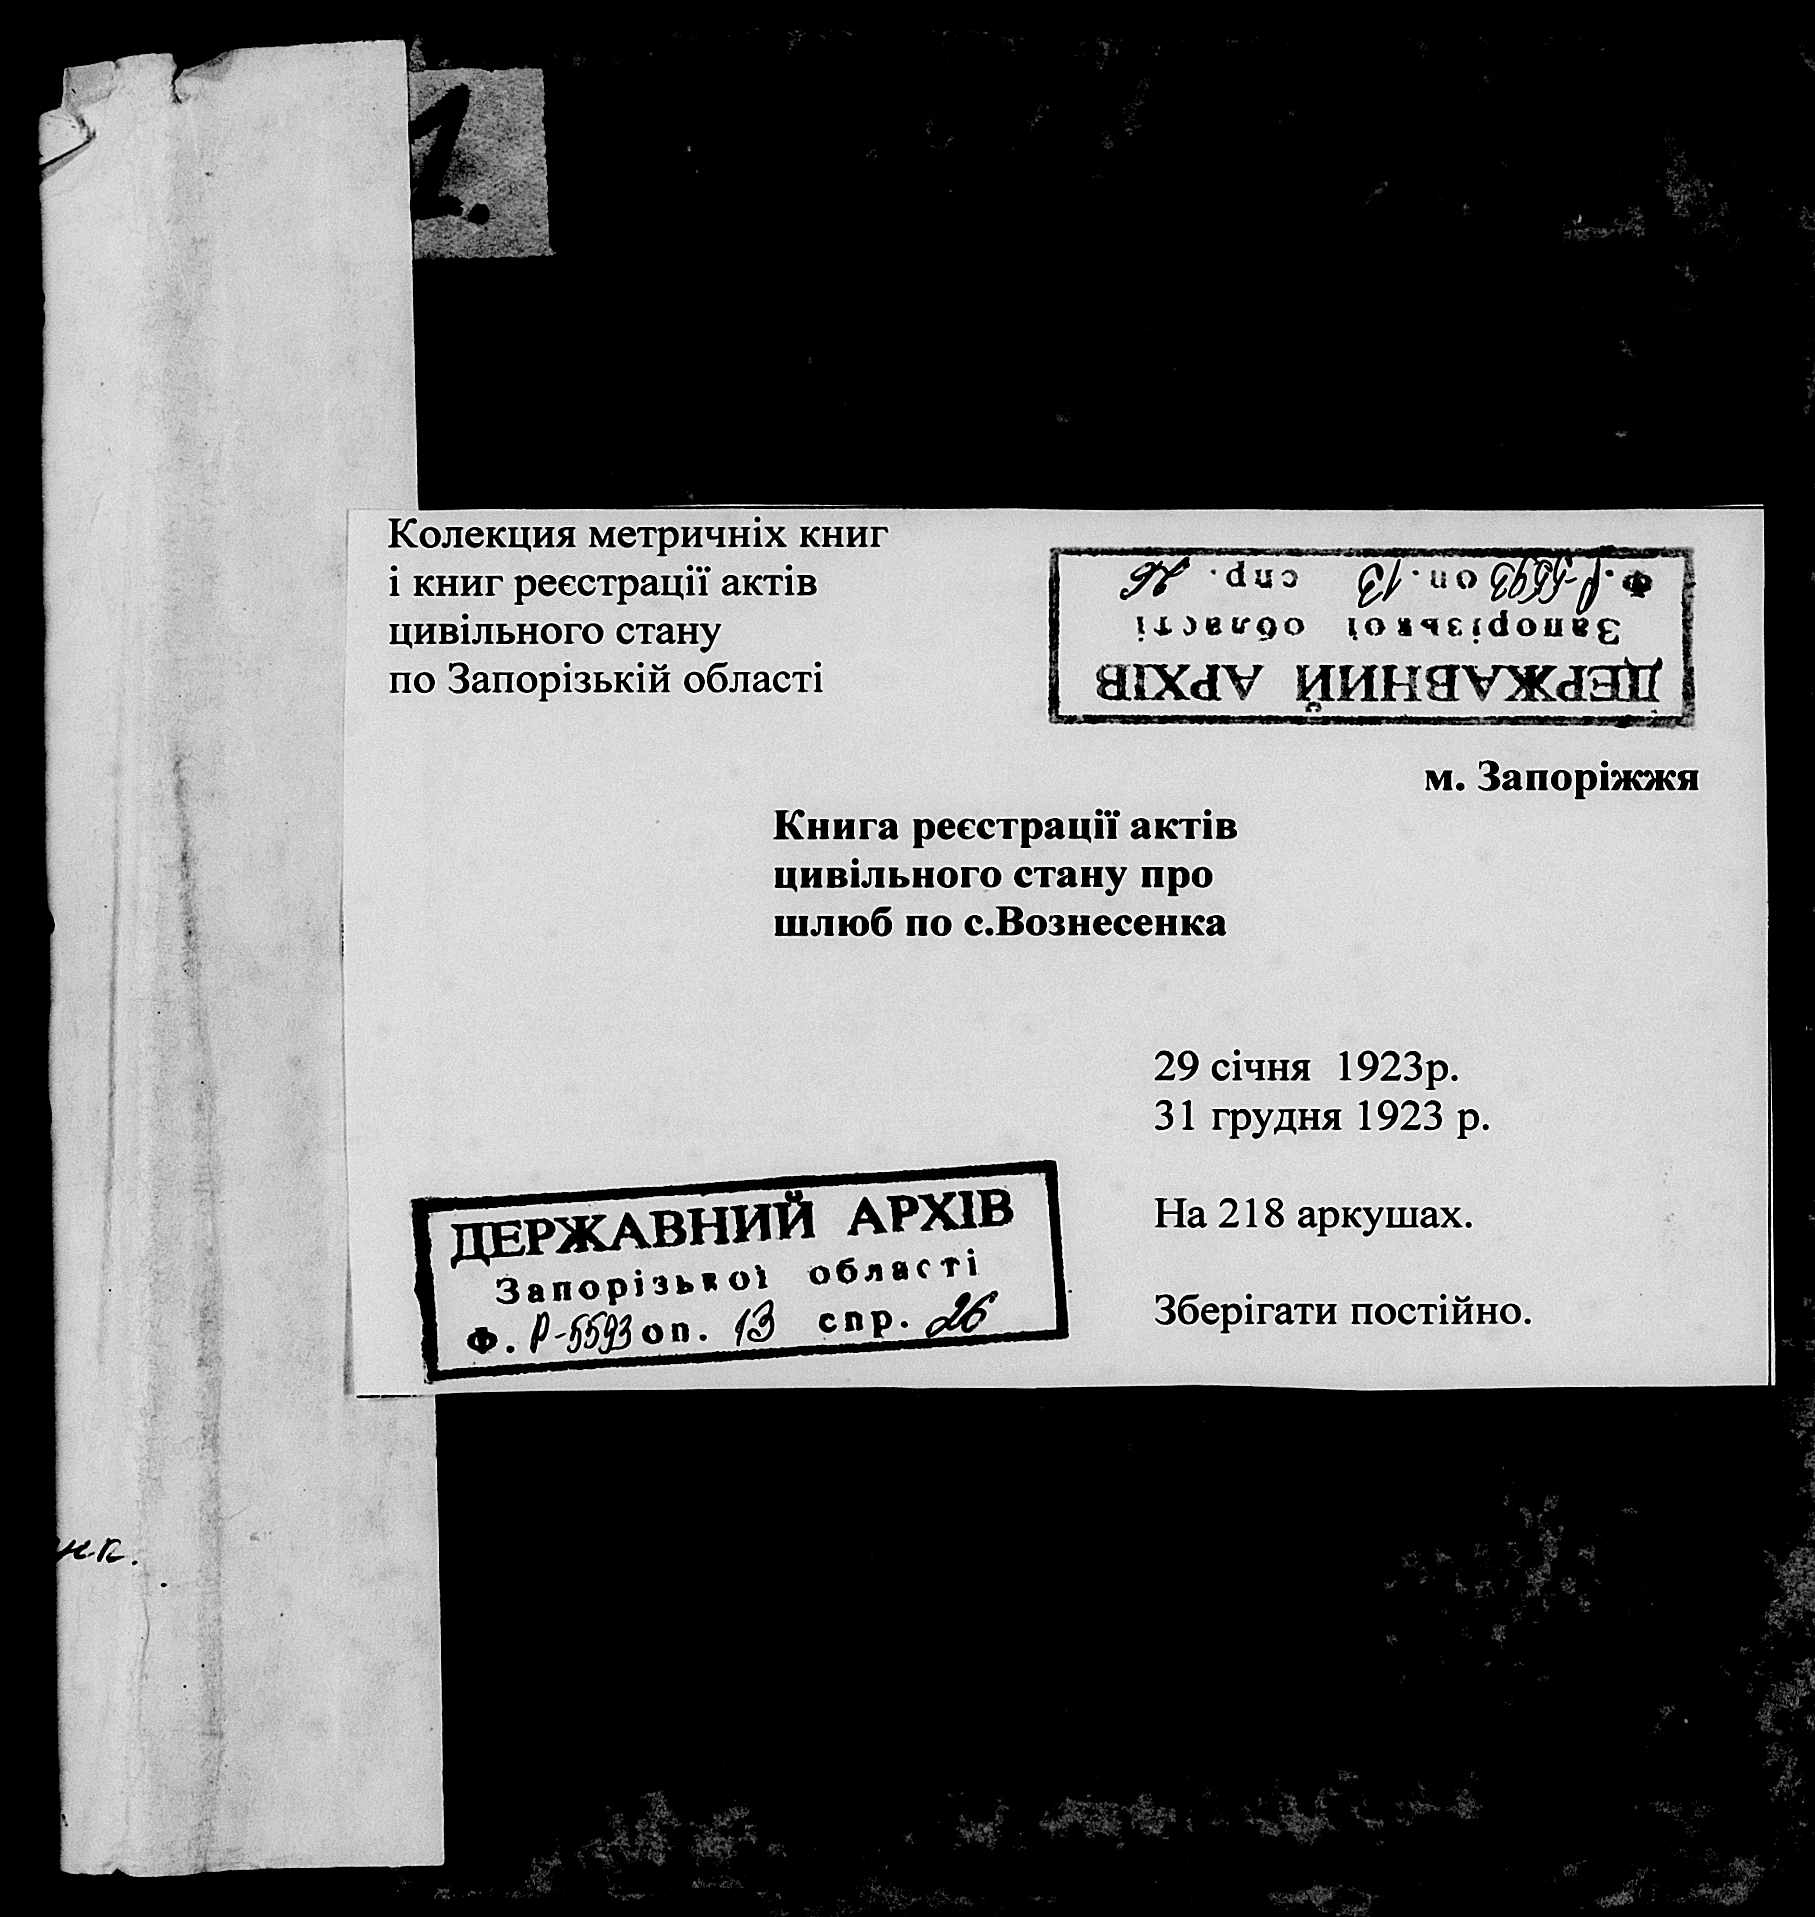 1.
Колекция метричніх книг
і книг реєстрації актів
цивільного стану
по Запорізькій області
ДЕРЖАВНИЙ АРХІВ
Запорізької області
Ф. Р-5593 оп. 13 спр. 26
м. Запоріжжя
Книга реєстрації актів
цивільного стану про
шлюб по с.Вознесенка
29 січня 1923р.
31 грудня 1923 р.
На 218 аркушах.
Зберігати постійно.
ДЕРЖАВНИЙ АРХІВ
Запорізької області
Ф. Р-5593 оп. 13 спр. 26